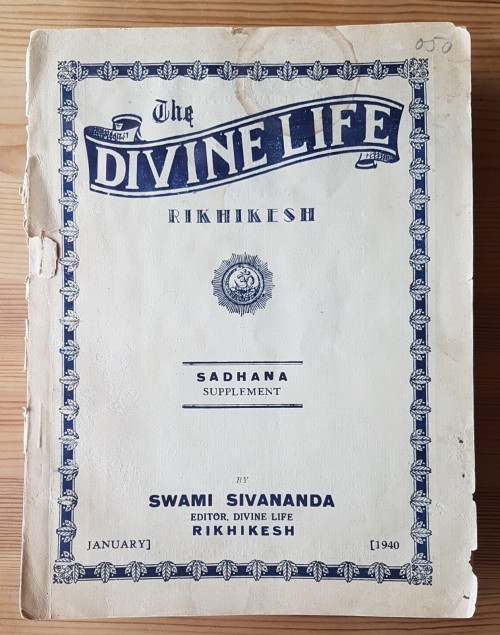 050
The
DIVINE LIFE
RIKHIKESH
SADHANA
SUPPLEMENT
BY
SWAMI SIVANANDA
EDITOR, DIVINE LIFE
RIKHIKESH
JANUARY] [1940